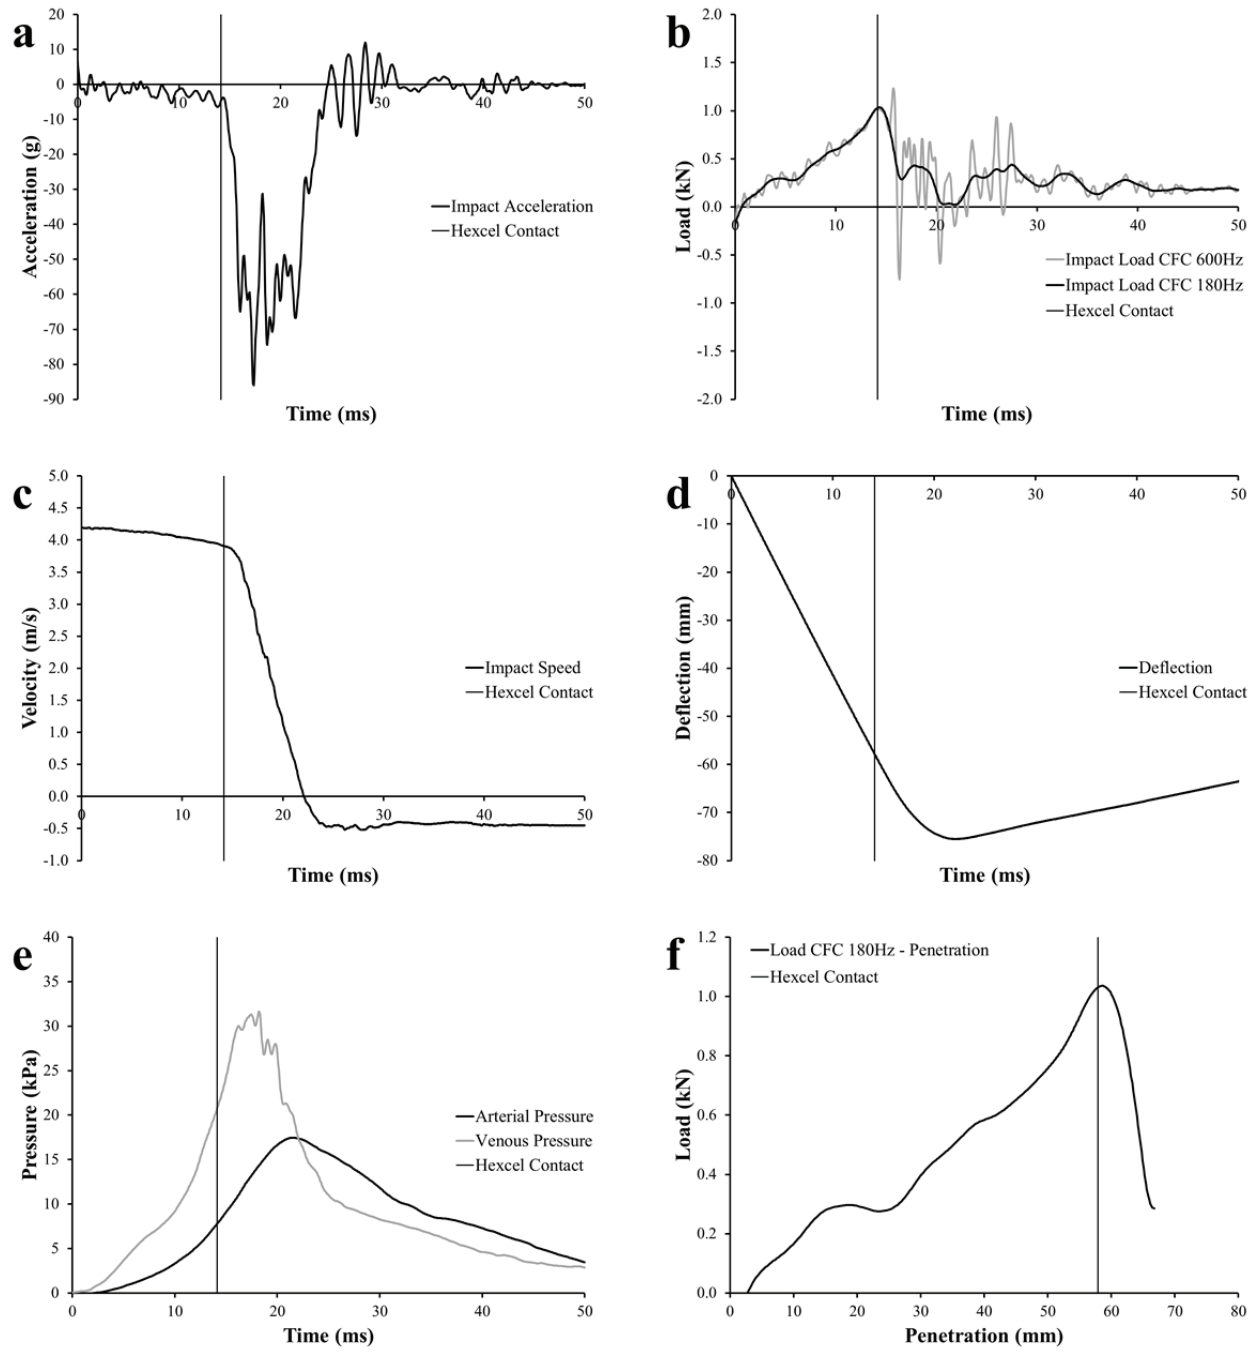 a
20
10
0
-10
-20
-30
-40
-50
-60
-70
-80
-90
0 10 20 30 40 50
Acceleration (g)
Time (ms)
Impact Acceleration
Hexcel Contact
b
2.0
1.5
1.0
0.5
0.0
-0.5
-1.0
-1.5
-2.0
0 10 20 30 40 50
Load (kN)
Time (ms)
Impact Load CFC 600Hz
Impact Load CFC 180Hz
Hexcel Contact
c
5.0
4.5
4.0
3.5
3.0
2.5
2.0
1.5
1.0
0.5
0.0
-0.5
-1.0
0 10 20 30 40 50
Velocity (m/s)
Time (ms)
Impact Speed
Hexcel Contact
d
0
-10
-20
-30
-40
-50
-60
-70
-80
0 10 20 30 40 50
Deflection (mm)
Time (ms)
Deflection
Hexcel Contact
e
40
35
30
25
20
15
10
5
0
0 10 20 30 40 50
Pressure (kPa)
Time (ms)
Arterial Pressure
Venous Pressure
Hexcel Contact
f
1.2
1.0
0.8
0.6
0.4
0.2
0.0
0 10 20 30 40 50 60 70 80
Load (kN)
Penetration (mm)
Load CFC 180Hz - Penetration
Hexcel Contact